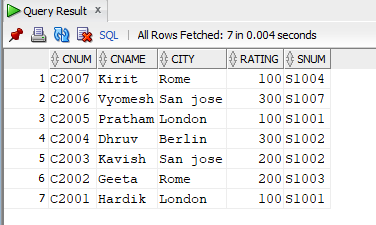 Query Result ×
SQL | All Rows Fetched: 7 in 0.004 seconds
CNUM CNAME CITY RATING SNUM
1 C2007 Kirit Rome 100 S1004
2 C2006 Vyomesh San jose 300 S1007
3 C2005 Pratham London 100 S1001
4 C2004 Dhruv Berlin 300 S1002
5 C2003 Kavish San jose 200 S1002
6 C2002 Geeta Rome 200 S1003
7 C2001 Hardik London 100 S1001